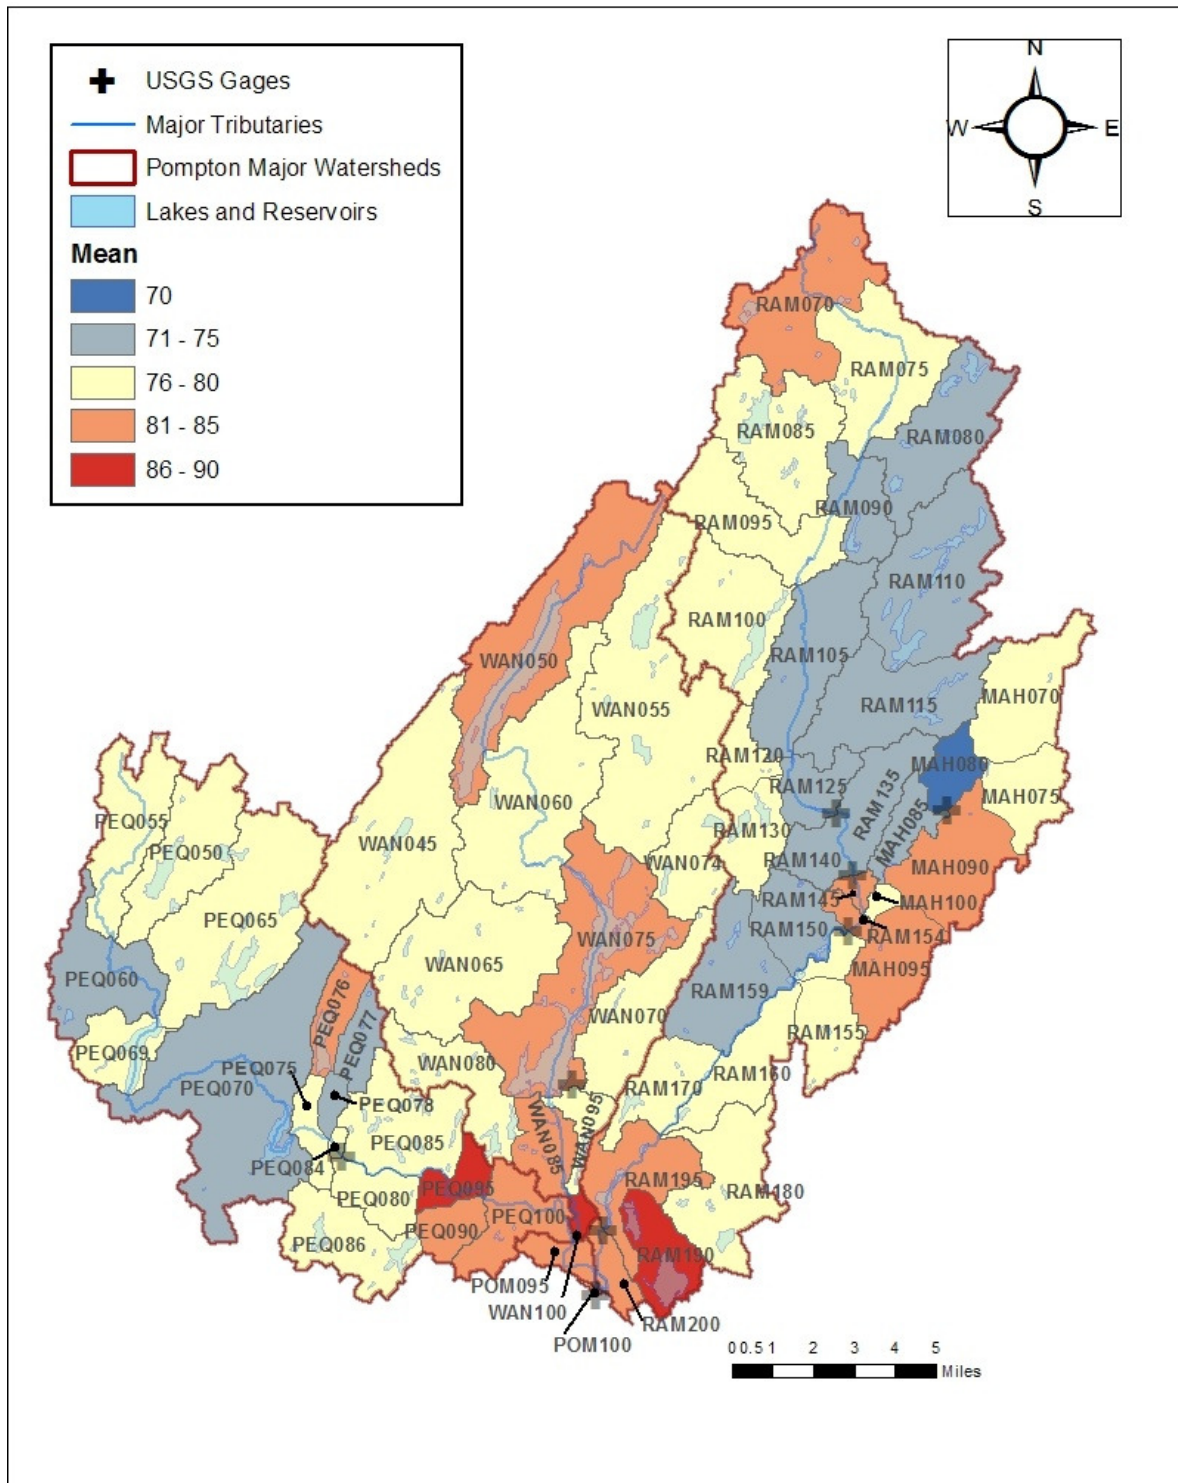 USGS Gages
Major Tributaries
Pompton Major Watersheds
Lakes and Reservoirs
Mean
70
71 - 75
76 - 80
81 - 85
86 - 90
N
W E
S
RAM070
RAM075
RAM085
RAM080
RAM090
RAM095
RAM110
RAM100
RAM105
WAN050
RAM115
MAH070
WAN055
RAM120
MAH080
RAM125
RAM135
MAH075
WAN060
PEQ055
RAM130
MAH085
WAN045
PEQ050
WAN074
RAM140
MAH090
RAM145
MAH100
PEQ065
RAM150
RAM154
WAN075
WAN065
MAH095
PEQ060
RAM159
PEQ076
PEQ077
WAN070
RAM155
PEQ069
WAN080
PEQ075
RAM160
PEQ070
RAM170
PEQ078
WAN085
WAN095
PEQ085
PEQ084
RAM195
RAM180
PEQ095
PEQ080
PEQ100
PEQ090
PEQ086
RAM190
POM095
WAN100
RAM200
POM100
0 0.5 1 2 3 4 5
Miles